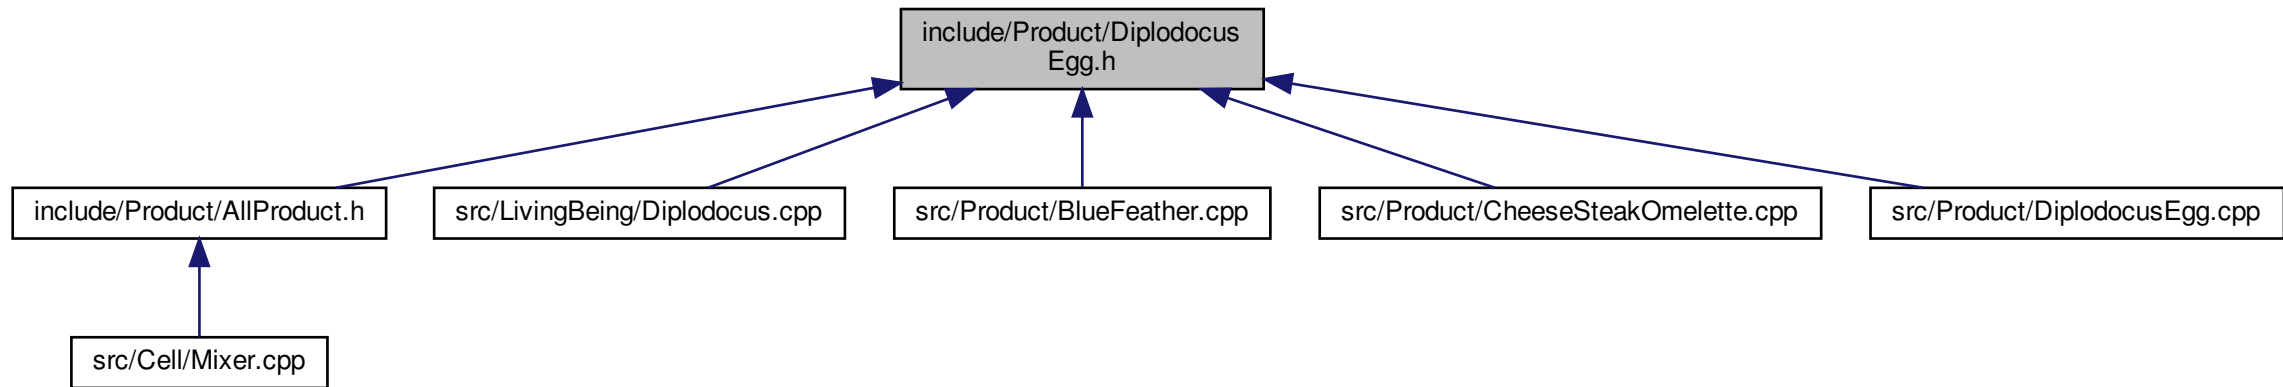 include/Product/Diplodocus
Egg.h
include/Product/AllProduct.h
src/LivingBeing/Diplodocus.cpp
src/Product/BlueFeather.cpp
src/Product/CheeseSteakOmelette.cpp
src/Product/DiplodocusEgg.cpp
src/Cell/Mixer.cpp